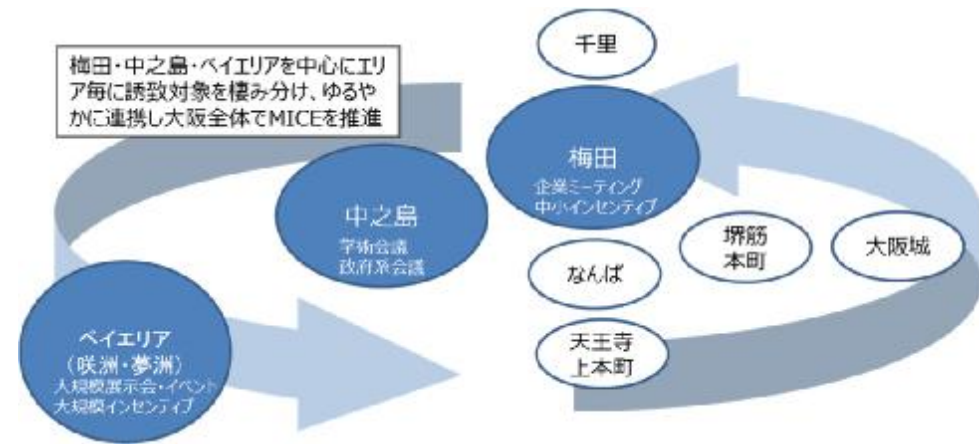 千里
梅田・中之島・ベイエリアを中心にエリ
ア毎に誘致対象を棲み分け、ゆるや
かに連携し大阪全体でMICEを推進
梅田
企業ミーティング
中小インセンティブ
中之島
学術会議
政府系会議
堺筋
本町
大阪城
なんば
ベイエリア
(咲洲・夢洲)
大規模展示会・イベント
大規模インセンティブ
天王寺
上本町